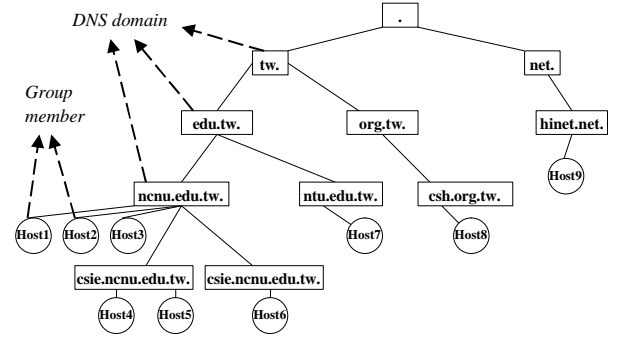 DNS domain
.
tw.
net.
Group
member
edu.tw.
org.tw.
hinet.net.
Host9
ncnu.edu.tw.
ntu.edu.tw.
csh.org.tw.
Host1
Host2
Host3
Host7
Host8
csie.ncnu.edu.tw.
csie.ncnu.edu.tw.
Host4
Host5
Host6